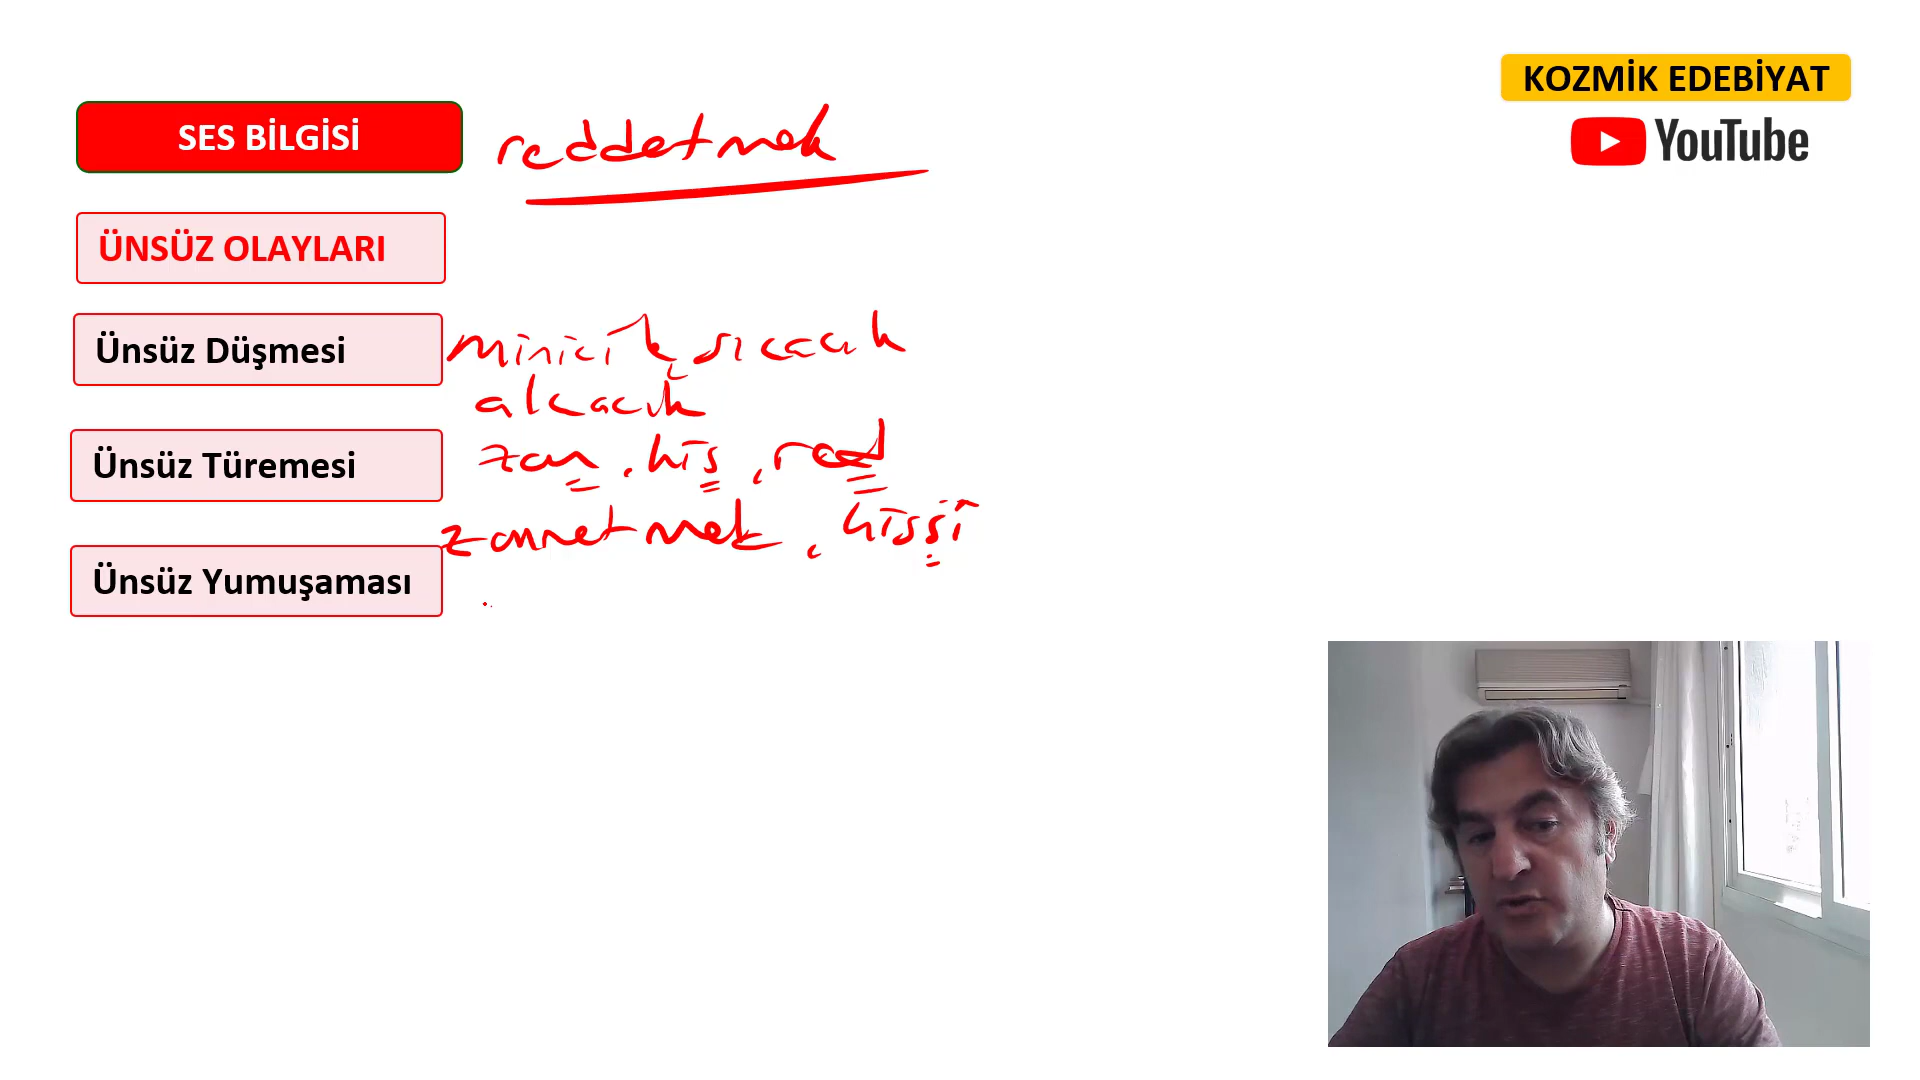 KOZMİK EDEBİYAT
YouTube
SES BİLGİSİ
reddetmek
ÜNSÜZ OLAYLARI
Ünsüz Düşmesi
minicik, sıcacık
alçacık
Ünsüz Türemesi
zan, his, red
zannetmek, hissî
Ünsüz Yumuşaması